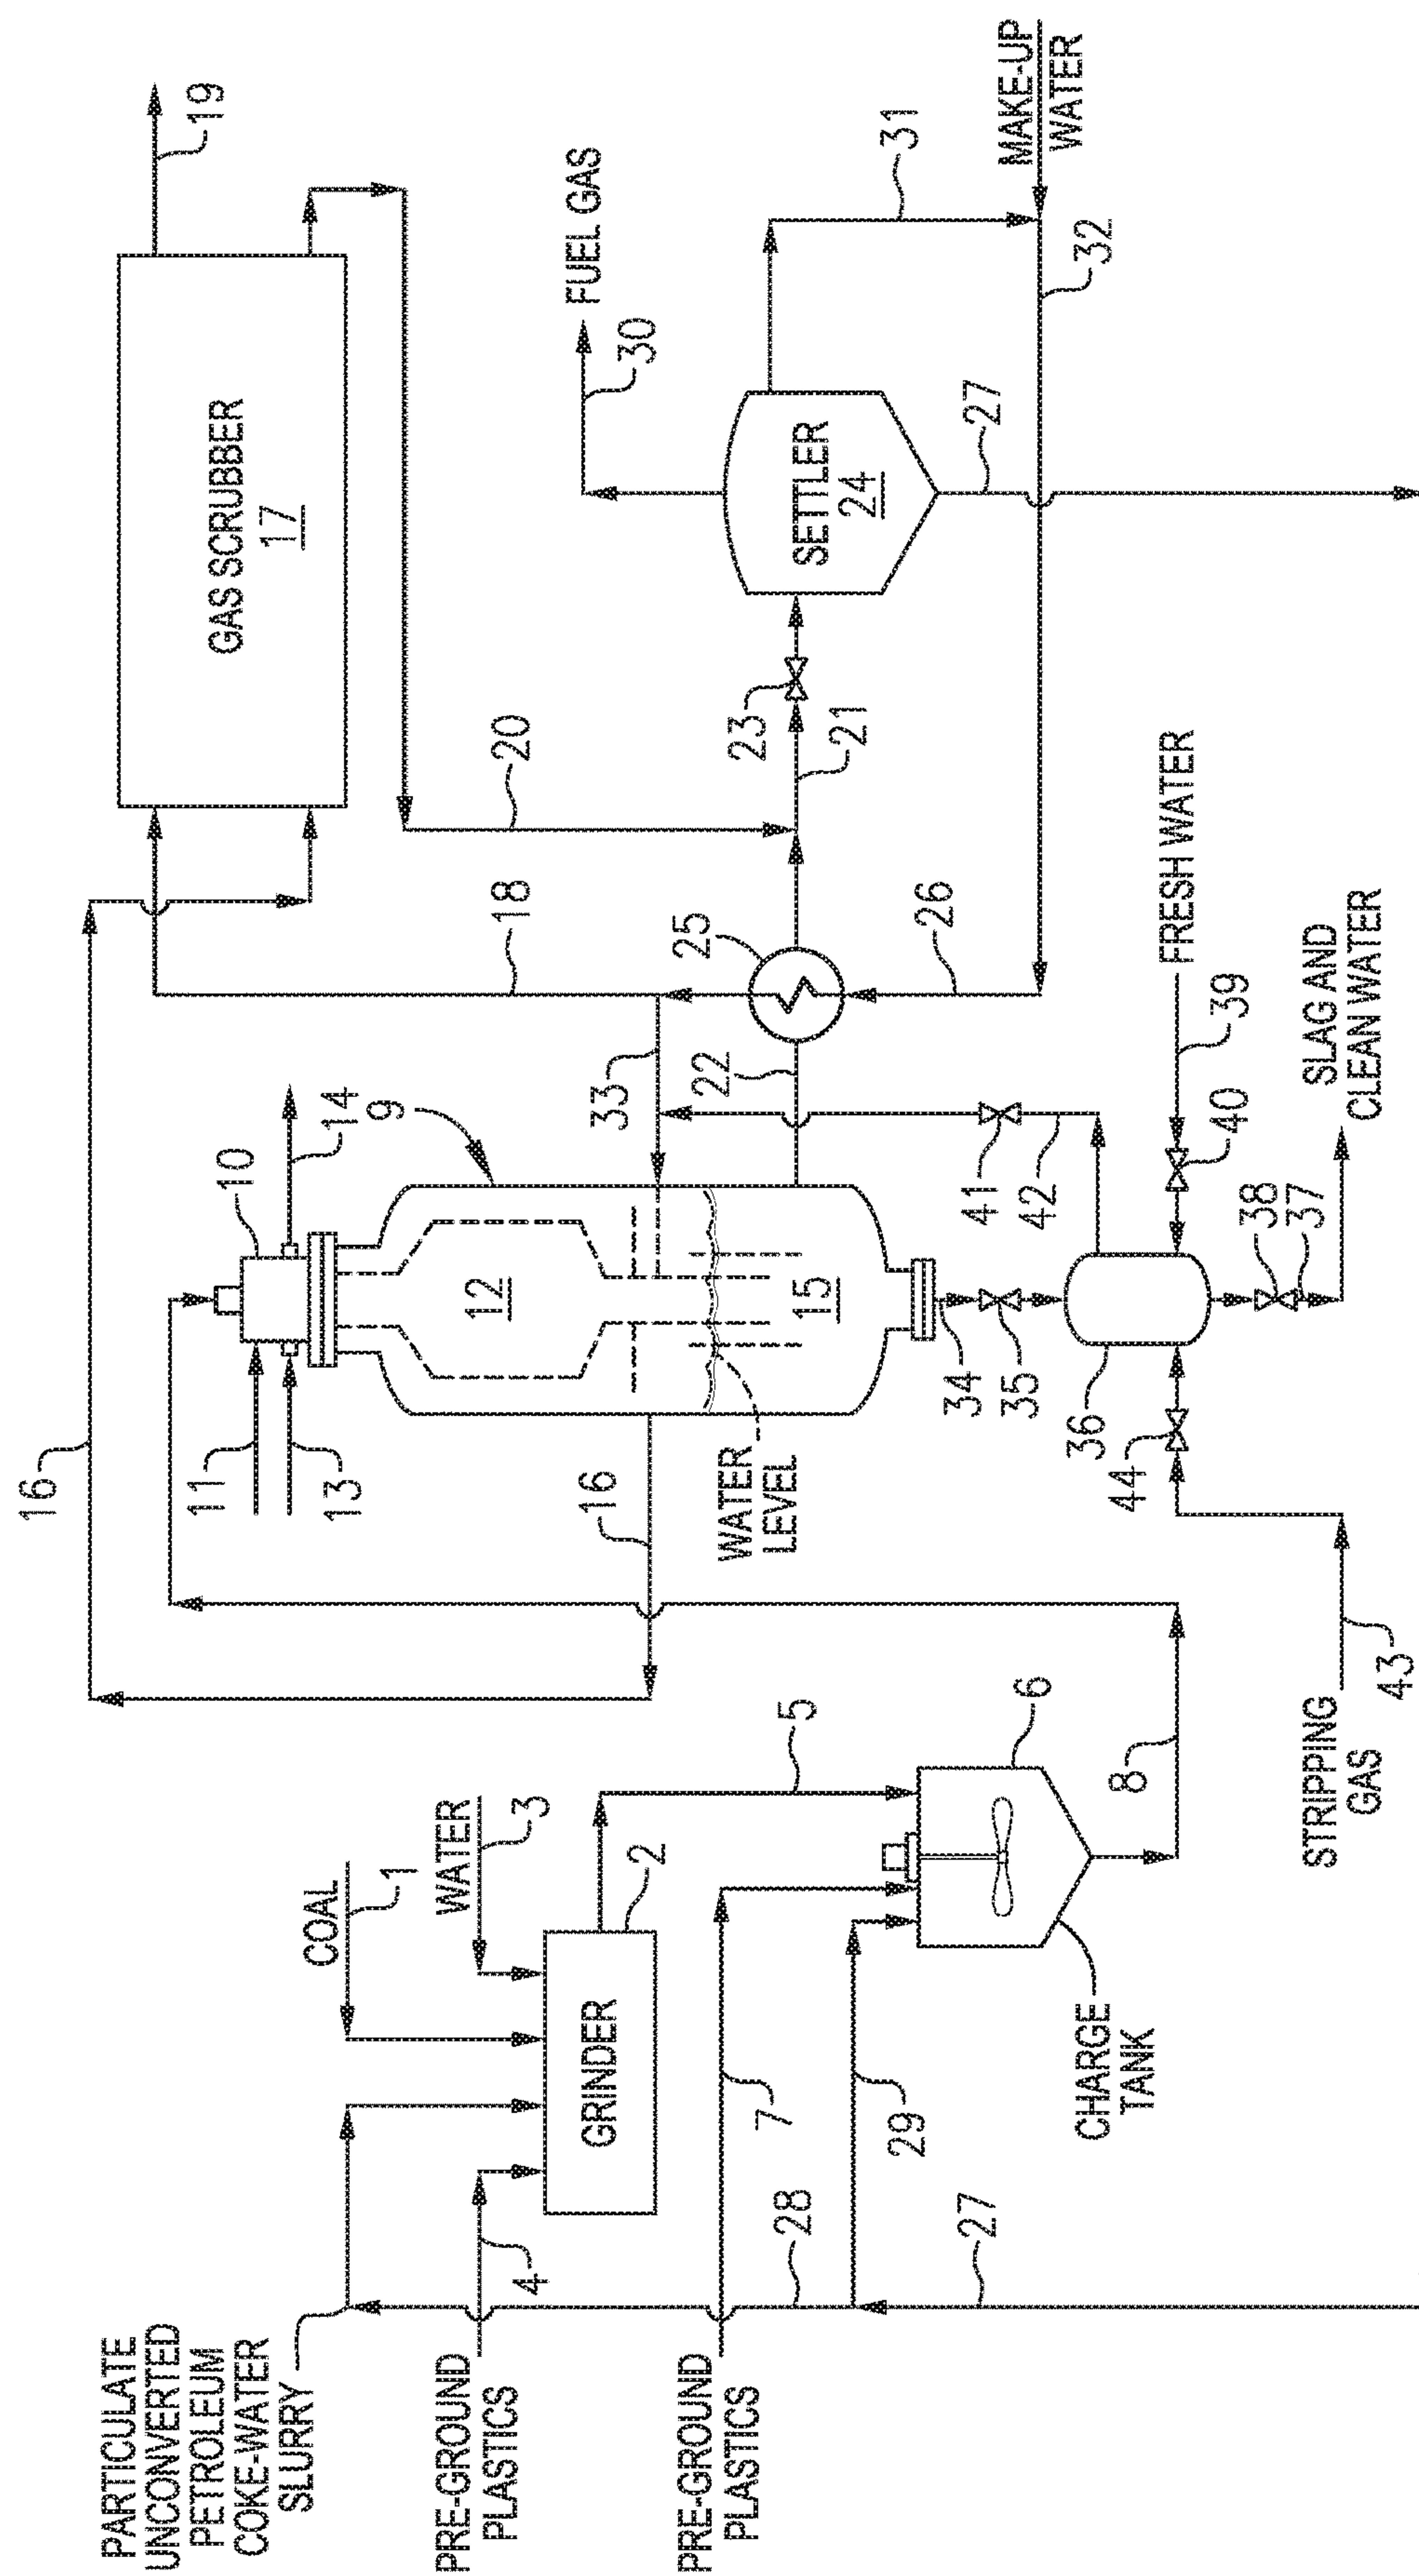 PARTICULATE
UNCONVERTED
PETROLEUM
COKE-WATER
SLURRY
COAL
1
WATER
3
PRE-GROUND
PLASTICS
4
GRINDER
2
PRE-GROUND
PLASTICS
7
5
28
29
27
6
CHARGE
TANK
8
16
11
13
10
14
9
12
16
15
WATER
LEVEL
33
22
34
35
36
41
42
44
STRIPPING
GAS
43
FRESH WATER
39
40
38
37
SLAG AND
CLEAN WATER
GAS SCRUBBER
17
19
18
20
25
26
23
21
SETTLER
24
FUEL GAS
30
31
27
MAKE-UP
WATER
32